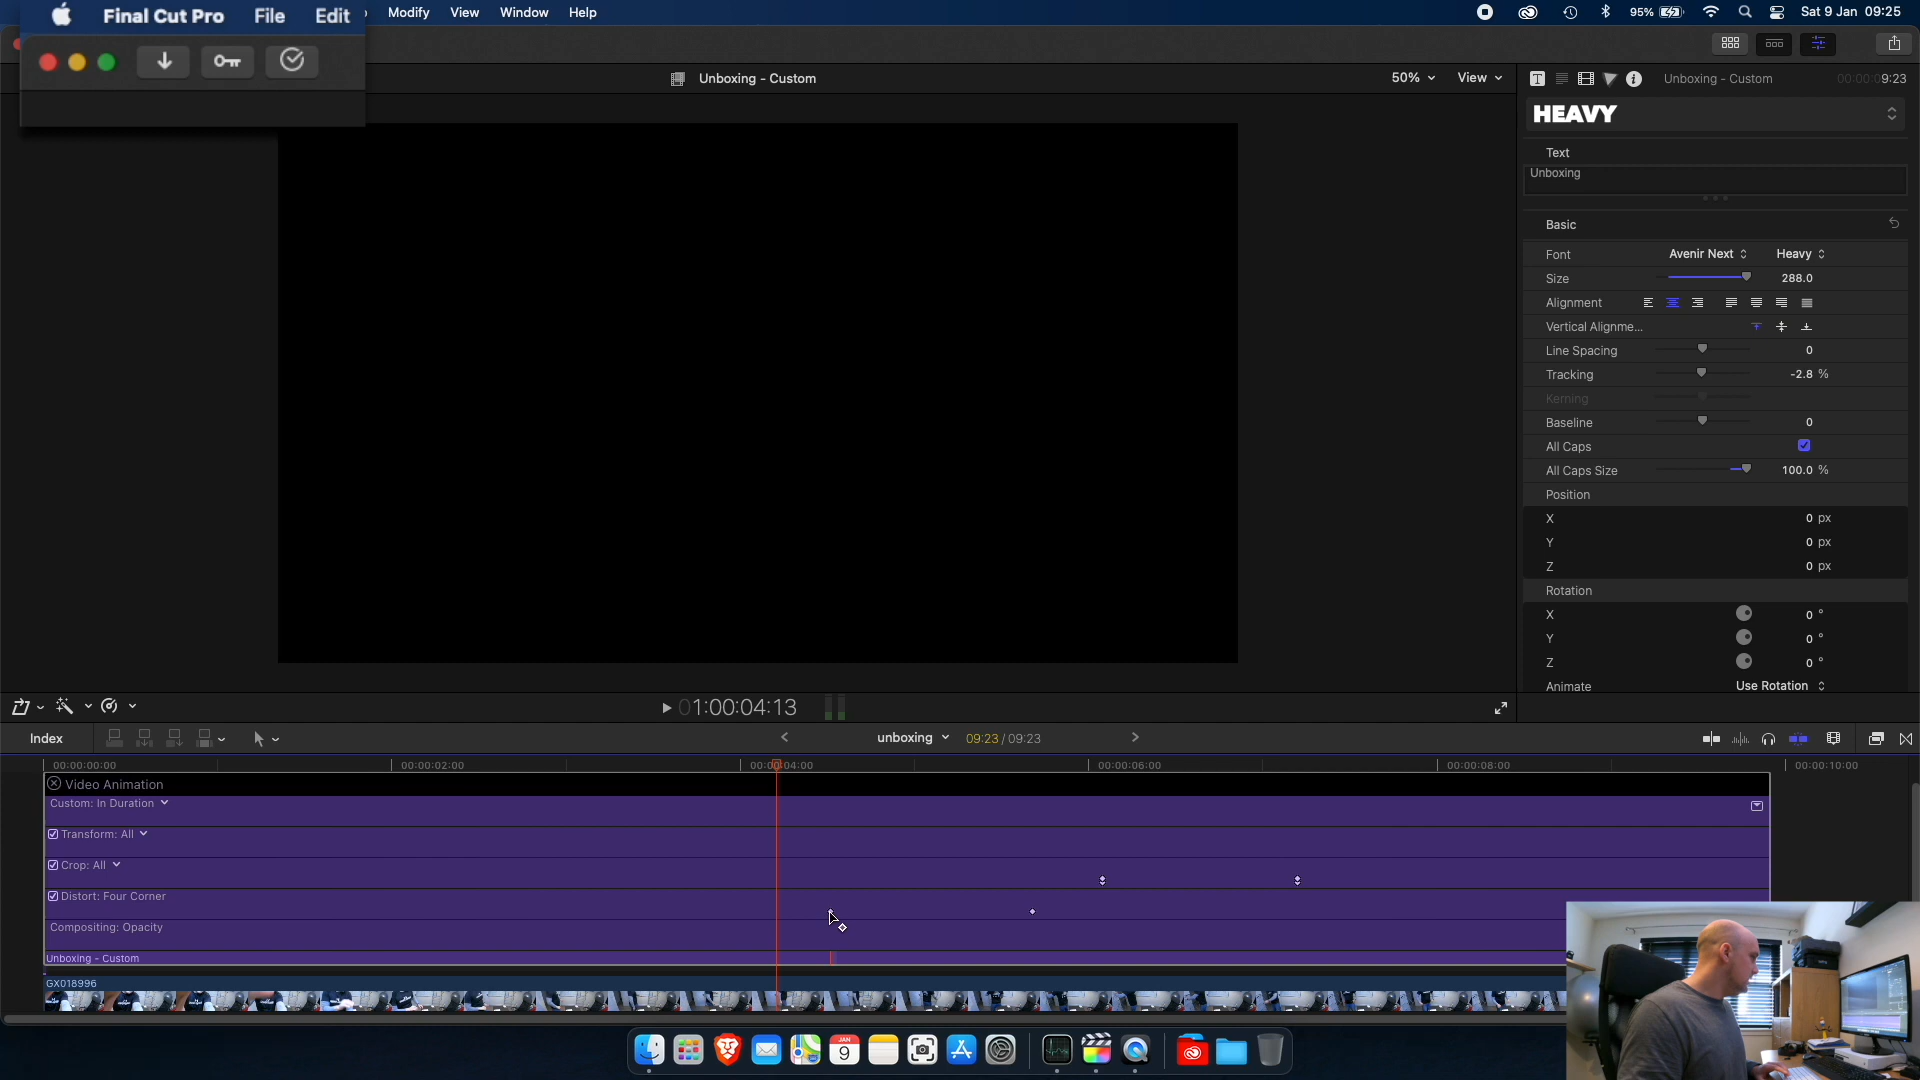 Final Cut Pro File Edit Modify View Window Help 95% Sat 9 Jan 09:25
Unboxing - Custom 50% View
Unboxing - Custom 00:00:09:23
HEAVY
Text
Unboxing
Basic
Font Avenir Next Heavy
Size 288.0
Alignment
Vertical Alignme...
Line Spacing 0
Tracking -2.8 %
Kerning
Baseline 0
All Caps
All Caps Size 100.0 %
Position
X 0 px
Y 0 px
Z 0 px
Rotation
X 0 °
Y 0 °
Z 0 °
Animate Use Rotation
01:00:04:13
Index unboxing 09:23 / 09:23
00:00:00:00 00:00:02:00 00:00:04:00 00:00:06:00 00:00:08:00 00:00:10:00
Video Animation
Custom: In Duration
Transform: All
Crop: All
Distort: Four Corner
Compositing: Opacity
Unboxing - Custom
GX018996
JAN
9